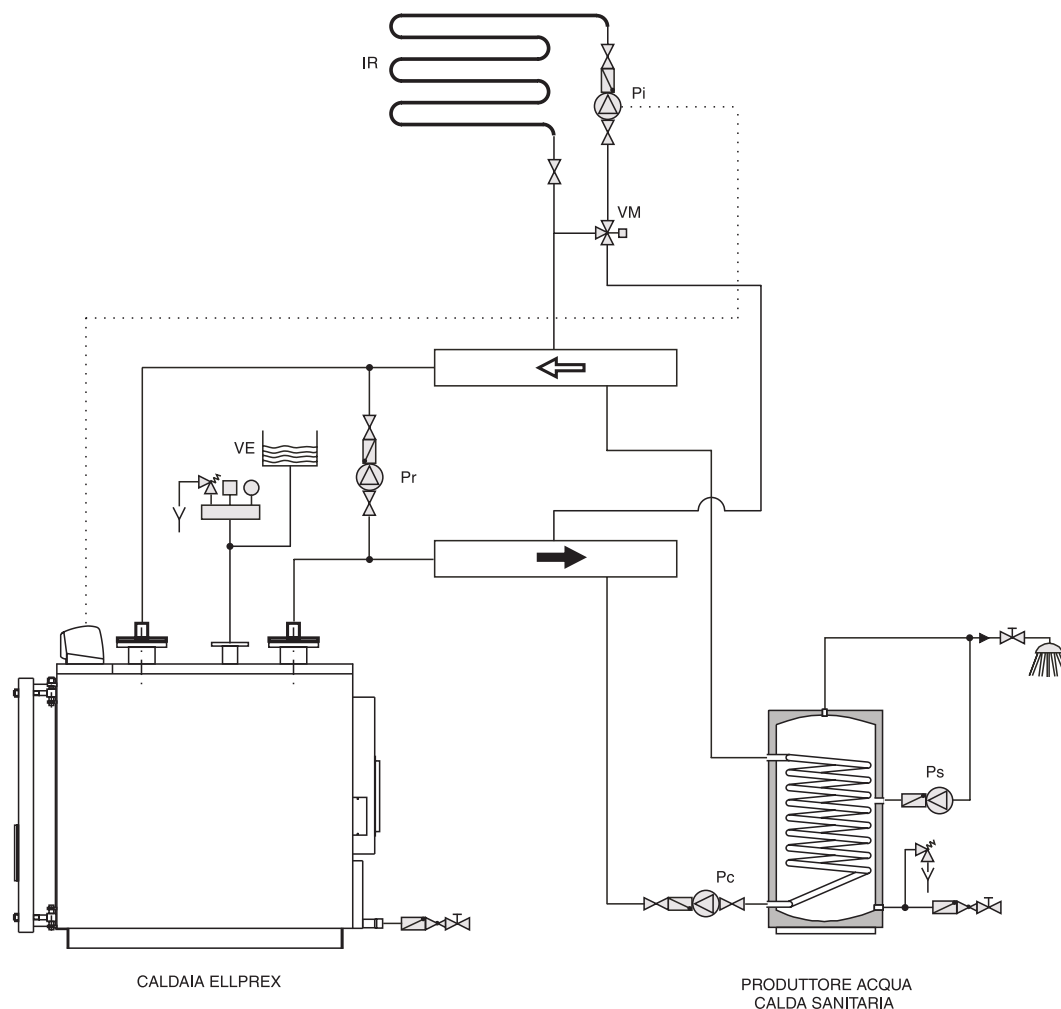 IR
Pi
VM
VE
Pr
Ps
Pc
CALDAIA ELLPREX
PRODUTTORE ACQUA
CALDA SANITARIA